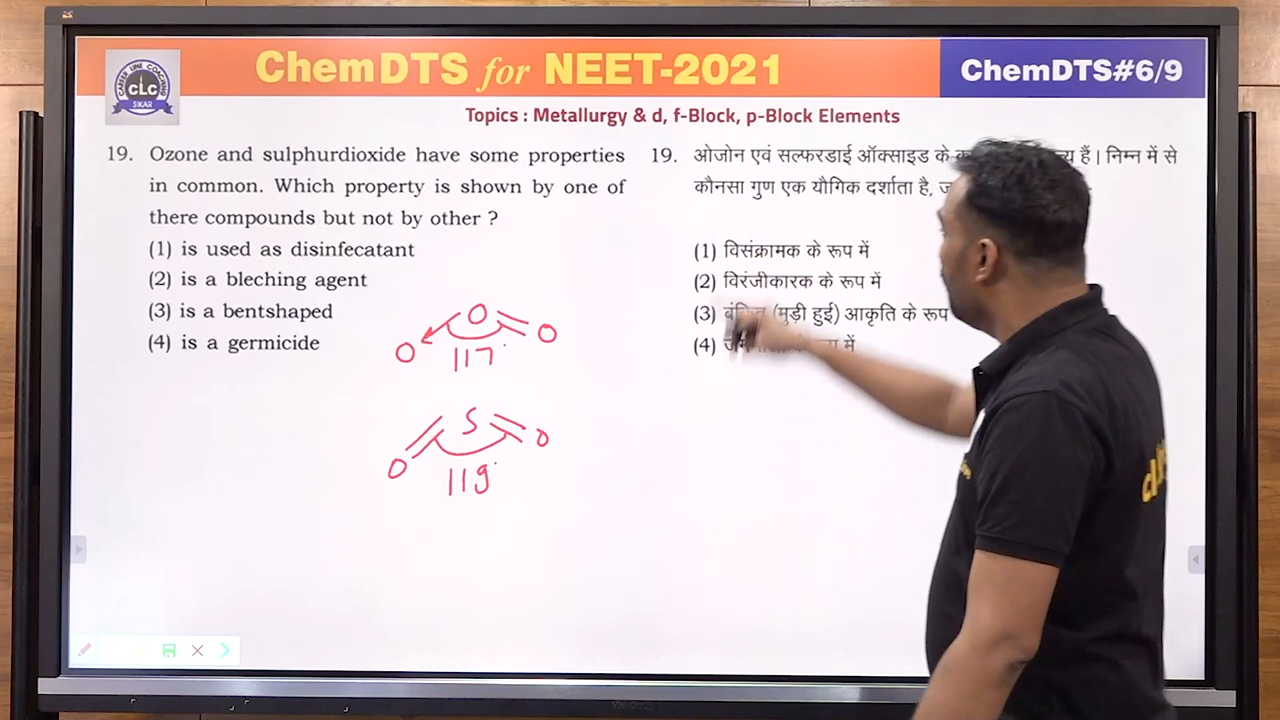 ChemDTS for NEET-2021
ChemDTS#6/9
CAREER LINE COACHING
CLC
SIKAR
Topics : Metallurgy & d, f-Block, p-Block Elements
19. Ozone and sulphurdioxide have some properties
in common. Which property is shown by one of
there compounds but not by other ?
(1) is used as disinfecatant
(2) is a bleching agent
(3) is a bentshaped
(4) is a germicide
O
O
O
117
S
O
O
119
19. ओजोन एवं सल्फरडाई ऑक्साइड के हैं। निम्न में से
कौनसा गुण एक यौगिक दर्शाता है,
(1) विसंक्रामक के रूप में
(2) विरंजीकारक के रूप में
(3) बंकित (मुड़ी हुई) आकृति के रूप
(4) में